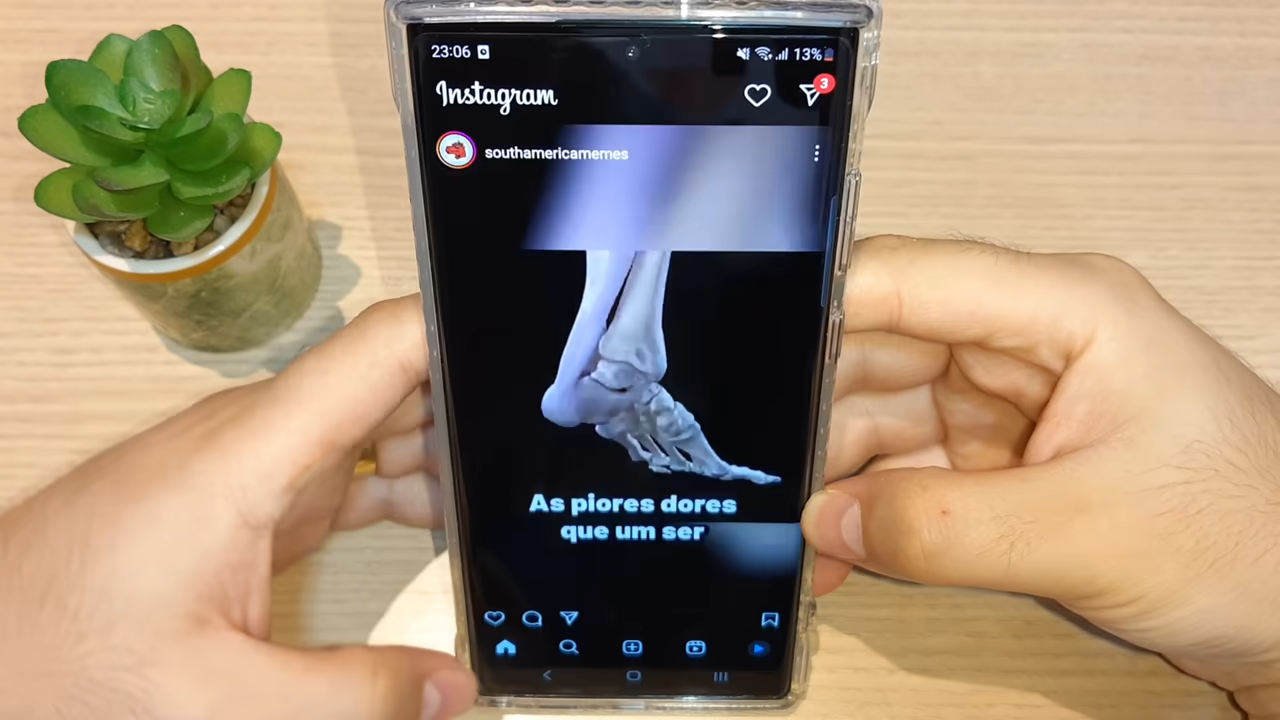 23:06
13%
Instagram
3
southamericamemes
As piores dores
que um ser